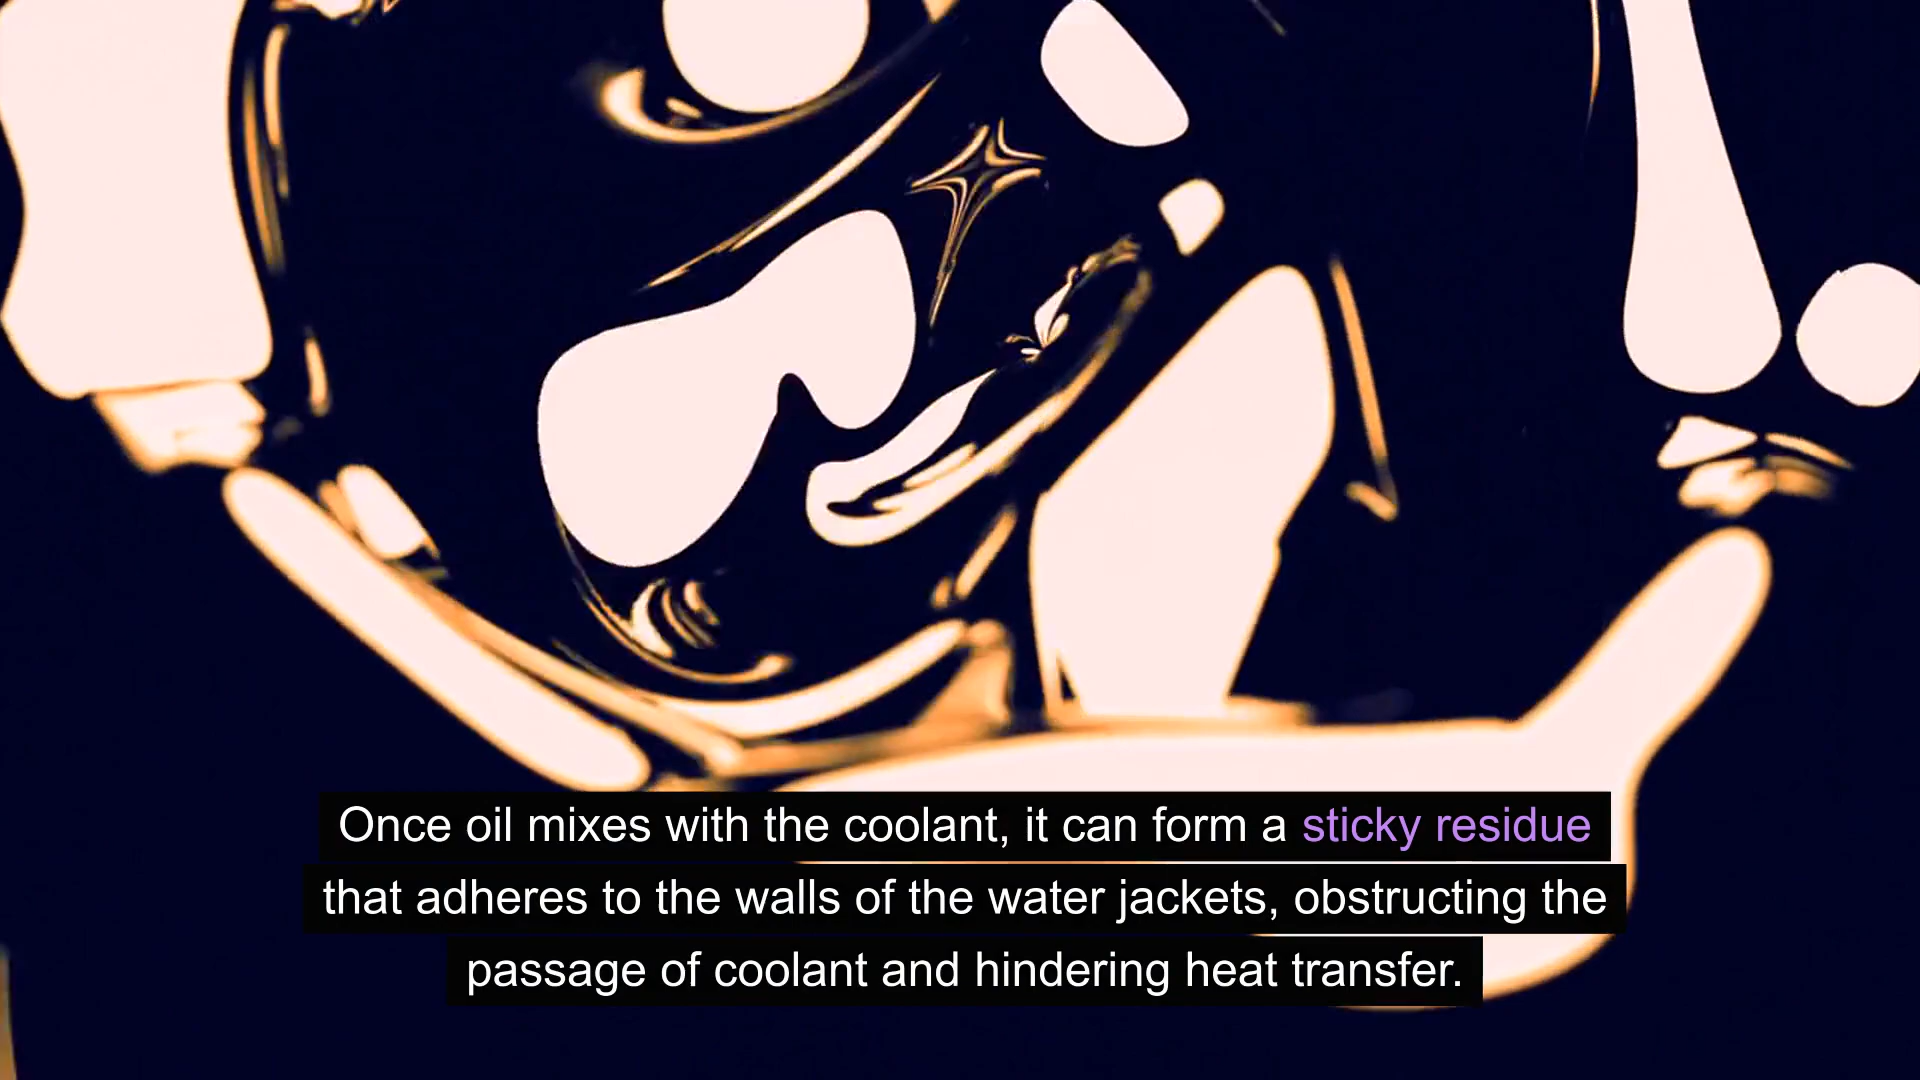 Once oil mixes with the coolant, it can form a sticky residue
that adheres to the walls of the water jackets, obstructing the
passage of coolant and hindering heat transfer.